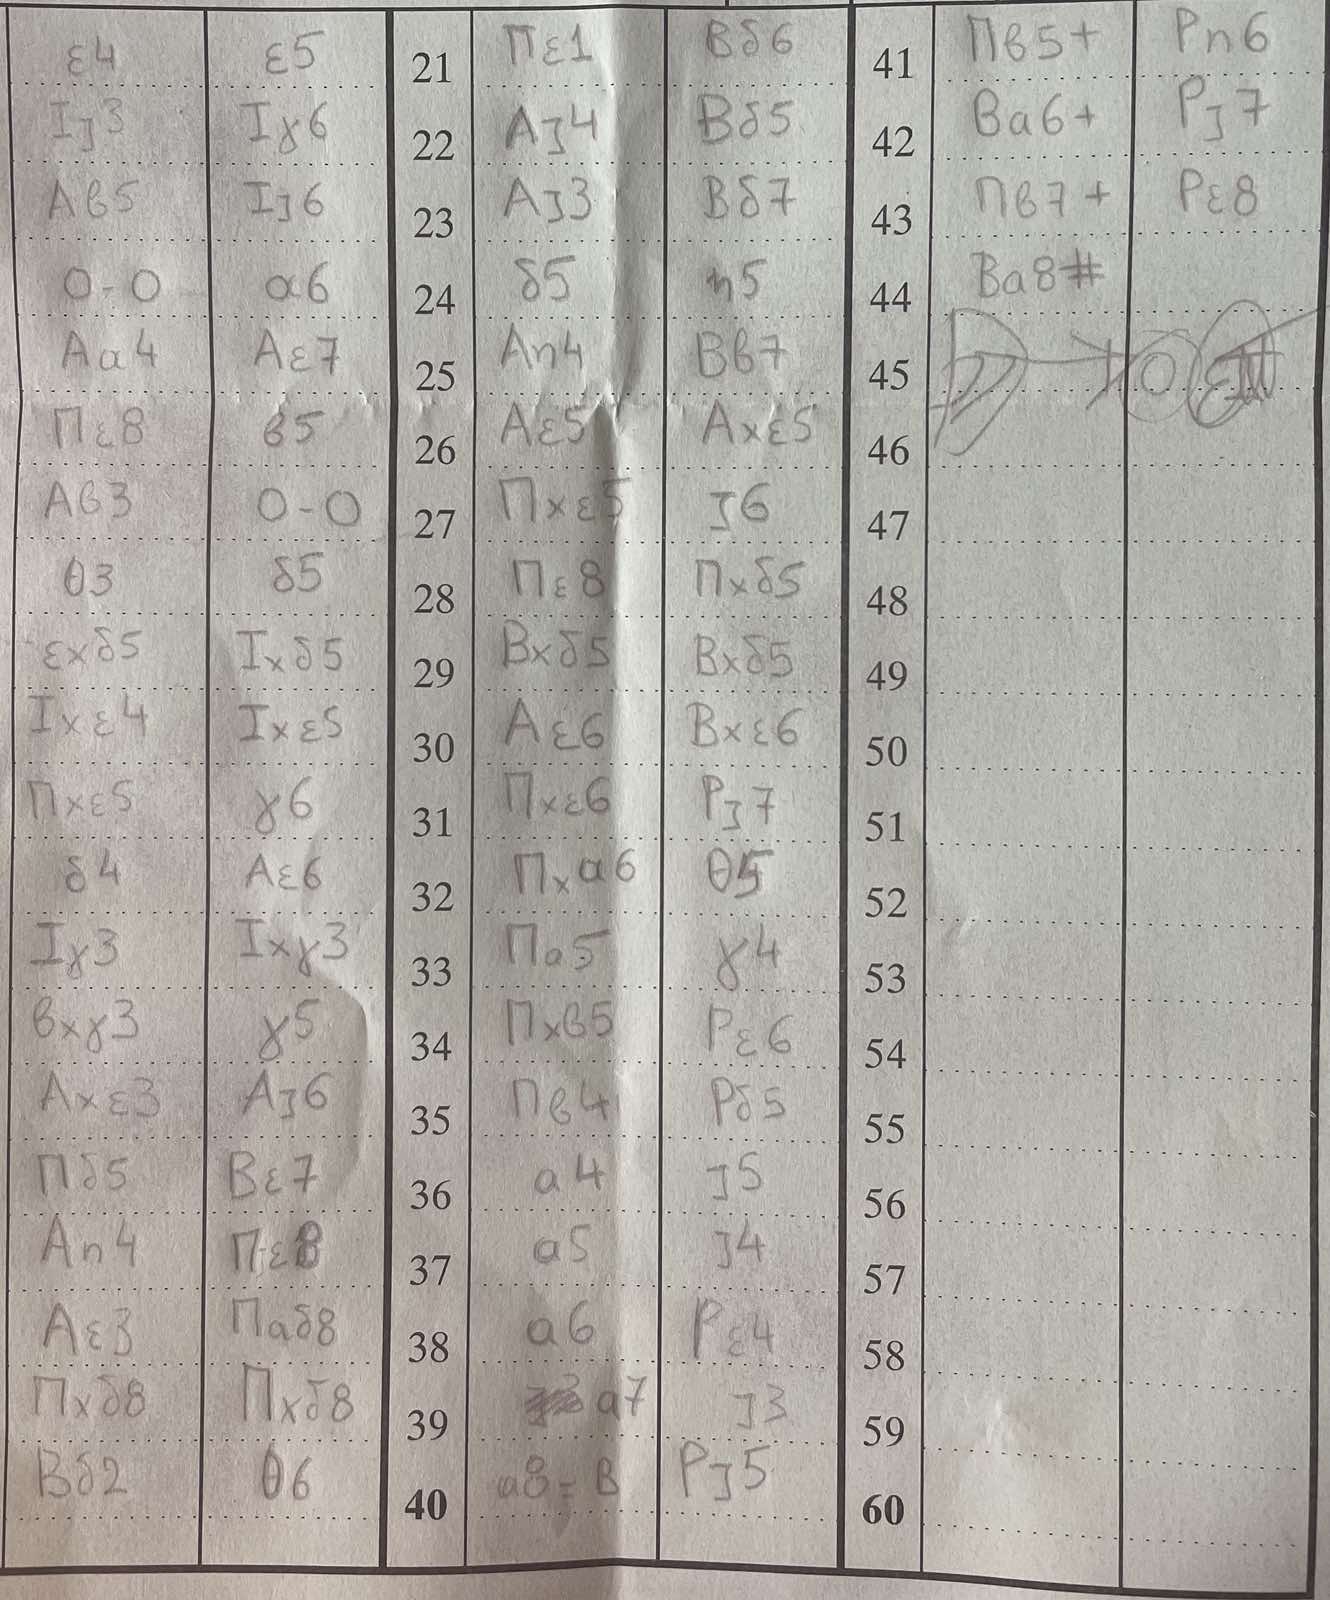 ε4 ε5 21 Πε1 Βδ6 41 Πβ5+ Ρη6
Ιζ3 Ιγ6 22 Αζ4 Βδ5 42 Βα6+ Ρζ7
Αβ5 Ιζ6 23 Αζ3 Βδ7 43 Πβ7+ Ρε8
0-0 α6 24 δ5 η5 44 Βα8#
Αα4 Αε7 25 Αη4 Ββ7 45
Πε8 β5 26 Αε5 Αxε5 46
Αβ3 0-0 27 Πxε5 ζ6 47
θ3 δ5 28 Πε8 Πxδ5 48
εxδ5 Ιxδ5 29 Βxδ5 Βxδ5 49
Ιxε4 Ιxε5 30 Αε6 Βxε6 50
Πxε5 γ6 31 Πxε6 Ρζ7 51
δ4 Αε6 32 Πxα6 θ5 52
Ιγ3 Ιxγ3 33 Πα5 γ4 53
βxγ3 γ5 34 Πxβ5 Ρε6 54
Αxε3 Αζ6 35 Πβ4 Ρδ5 55
Πδ5 Βε7 36 α4 ζ5 56
Αη4 Πε8 37 α5 ζ4 57
Αε3 Παδ8 38 α6 Ρε4 58
Πxδ8 Πxδ8 39 α7 ζ3 59
Βδ2 θ6 40 α8=Β Ρζ5 60